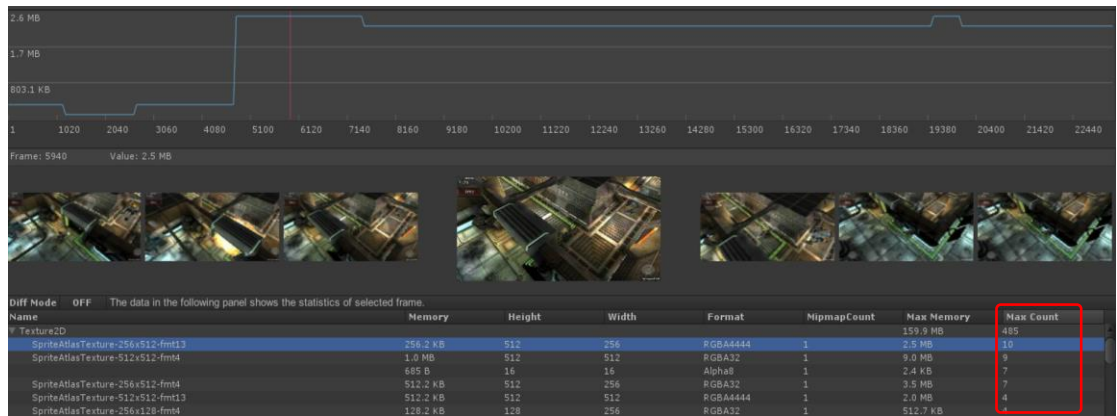 2.6 MB
1.7 MB
803.1 KB
1 1020 2040 3060 4080 5100 6120 7140 8160 9180 10200 11220 12240 13260 14280 15300 16320 17340 18360 19380 20400 21420 22440
Frame: 5940 Value: 2.5 MB
Diff Mode OFF The data in the following panel shows the statistics of selected frame.
Name Memory Height Width Format MipmapCount Max Memory Max Count
Texture2D 159.9 MB 485
SpriteAtlasTexture-256x512-fmt13 256.2 KB 512 256 RGBA4444 1 2.5 MB 10
SpriteAtlasTexture-512x512-fmt4 1.0 MB 512 512 RGBA32 1 9.0 MB 9
685 B 16 16 Alpha8 1 2.4 KB 7
SpriteAtlasTexture-256x512-fmt4 512.2 KB 512 256 RGBA32 1 3.5 MB 7
SpriteAtlasTexture-512x512-fmt13 512.2 KB 512 512 RGBA4444 1 2.0 MB 4
SpriteAtlasTexture-256x128-fmt4 128.2 KB 128 256 RGBA32 1 512.7 KB 4